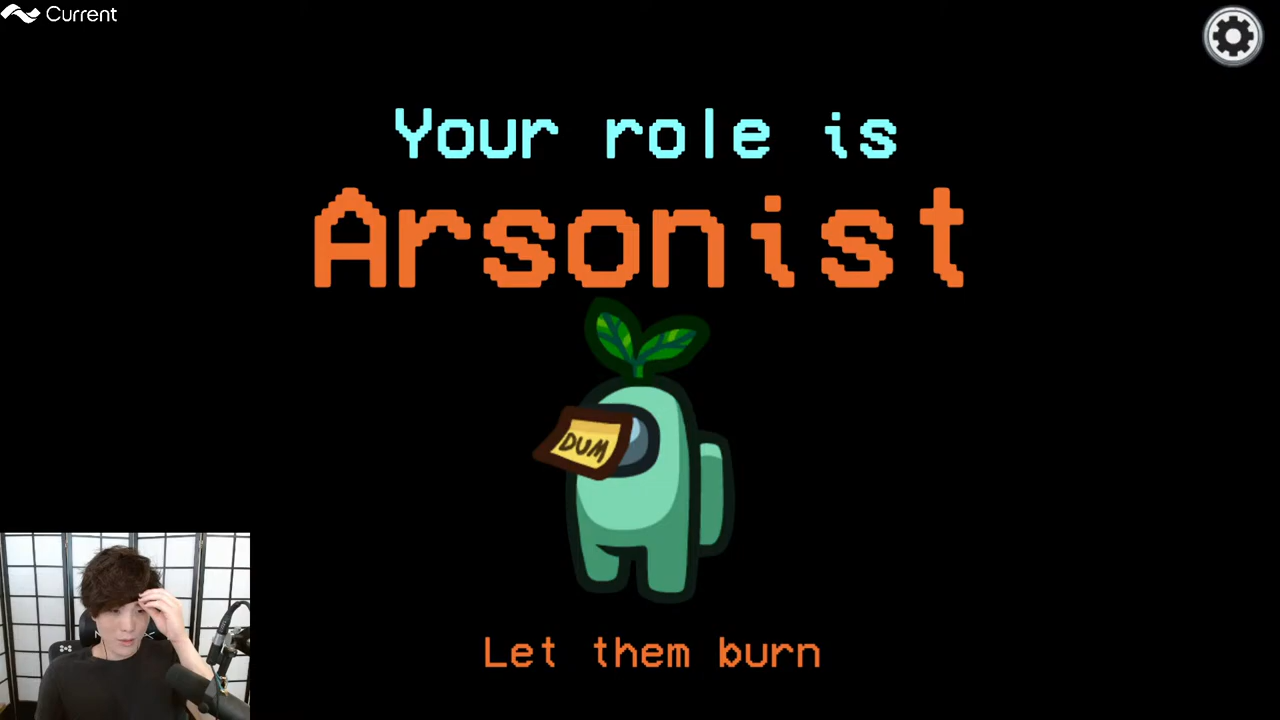 Current
Your role is
Arsonist
DUM
Let them burn